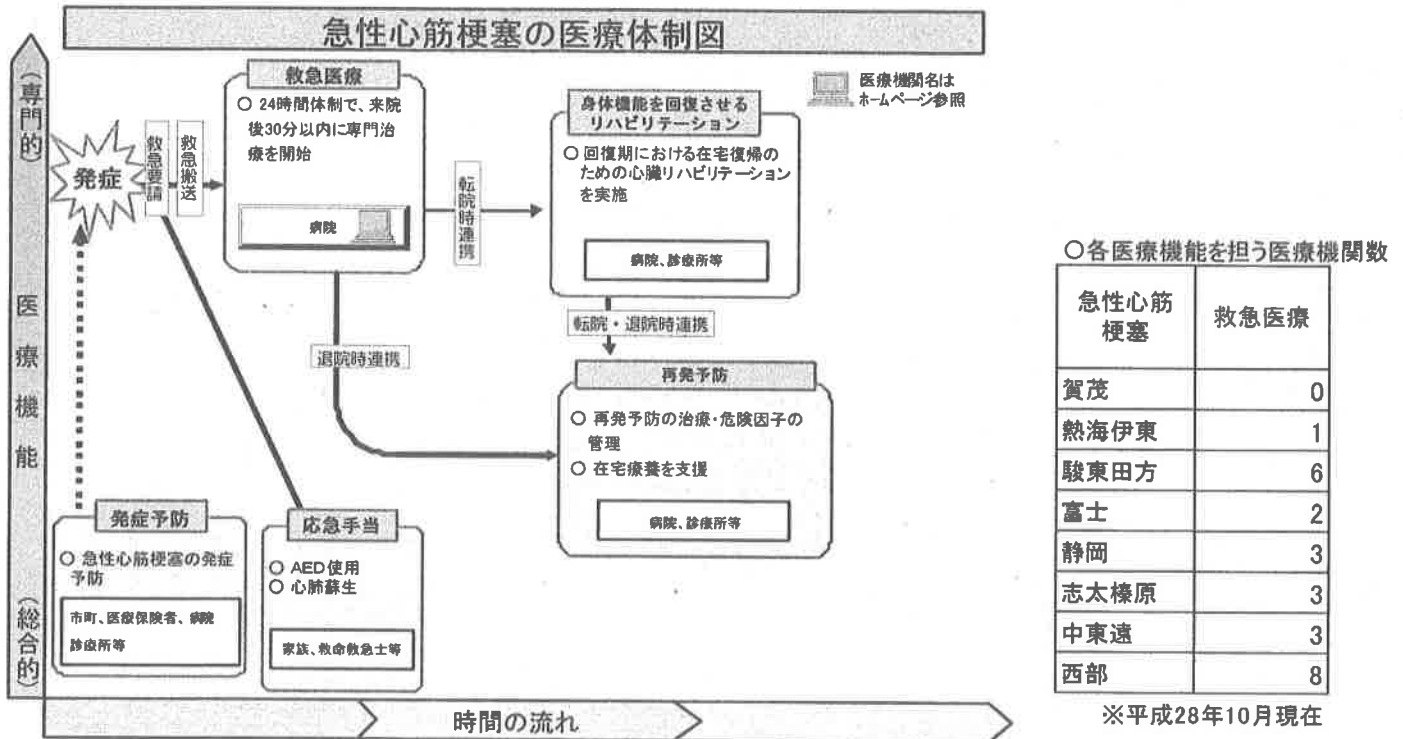 急性心筋梗塞の医療体制図
(専門的)
医療機能
(総合的)
医療機関名は
ホームページ参照
救急医療
○ 24時間体制で、来院
後30分以内に専門治
療を開始
病院
発症
救急要請
救急搬送
転院時連携
身体機能を回復させる
リハビリテーション
○ 回復期における在宅復帰の
ための心臓リハビリテーション
を実施
病院、診療所等
転院・退院時連携
退院時連携
再発予防
○ 再発予防の治療・危険因子の
管理
○ 在宅療養を支援
病院、診療所等
発症予防
○ 急性心筋梗塞の発症
予防
市町、医療保険者、病院
診療所等
応急手当
○ AED使用
○ 心肺蘇生
家族、救命救急士等
時間の流れ
○各医療機能を担う医療機関数
急性心筋
梗塞
救急医療
賀茂 0
熱海伊東 1
駿東田方 6
富士 2
静岡 3
志太榛原 3
中東遠 3
西部 8
※平成28年10月現在